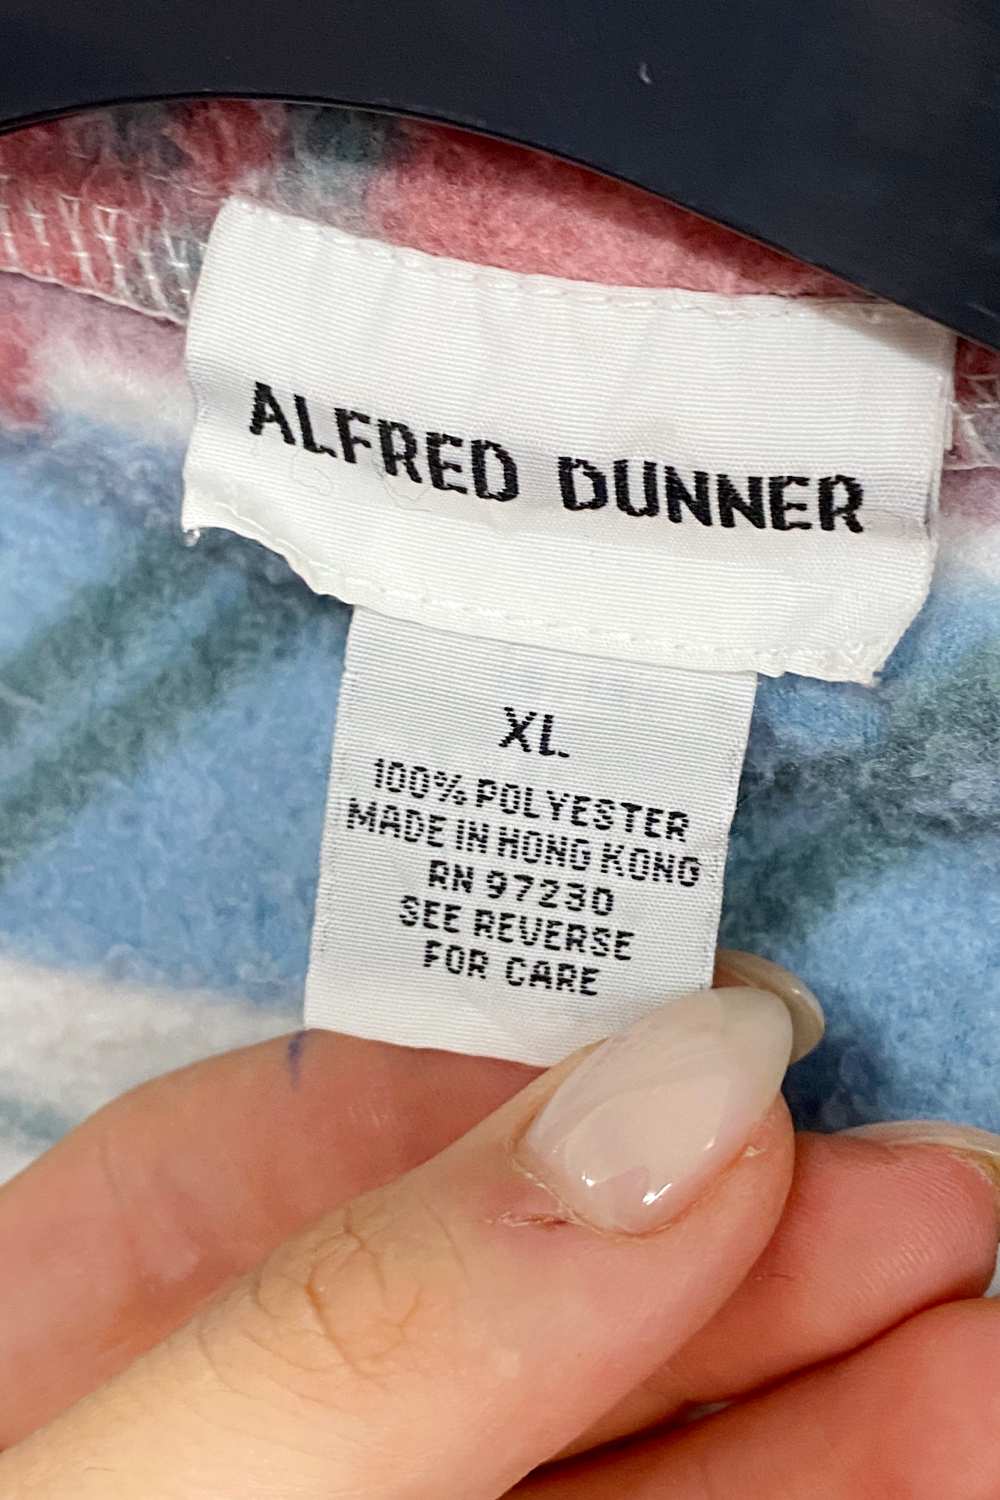 ALFRED DUNNER
XL
100% POLYESTER
MADE IN HONG KONG
RN 97230
SEE REVERSE
FOR CARE